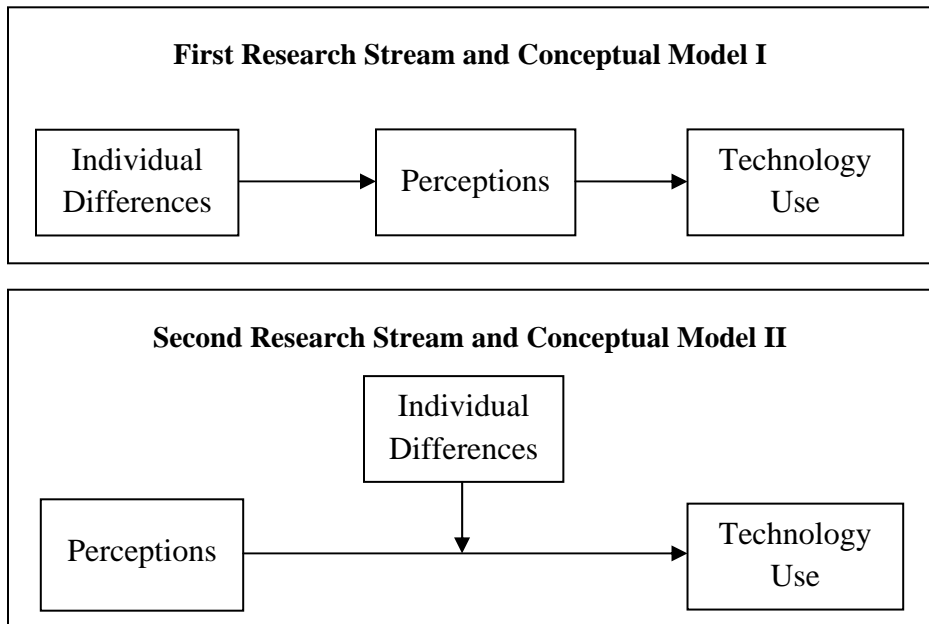 First Research Stream and Conceptual Model I
Individual
Differences
Perceptions
Technology
Use
Second Research Stream and Conceptual Model II
Individual
Differences
Perceptions
Technology
Use